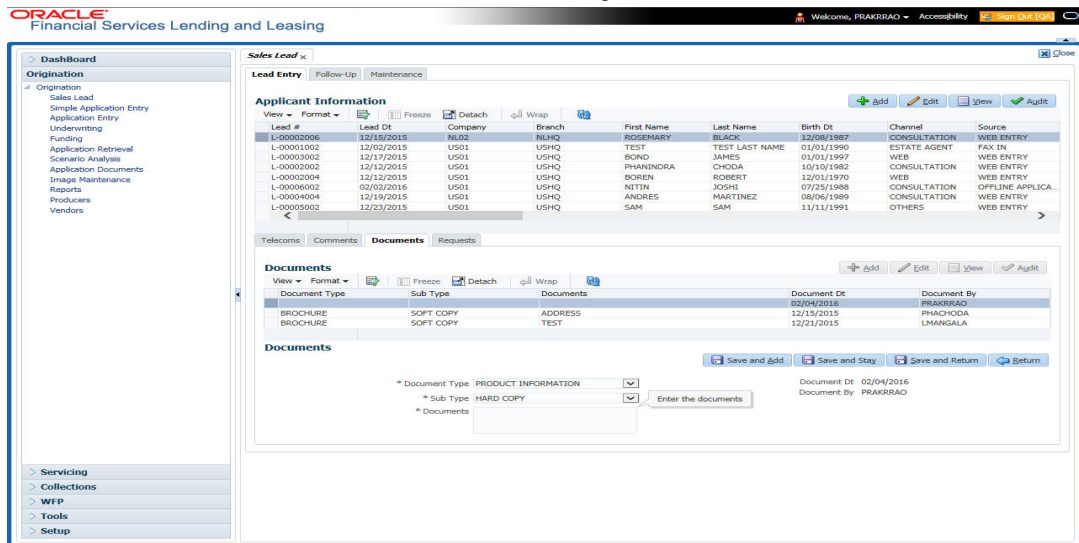 ORACLE
Financial Services Lending and Leasing
Welcome, PRAKRRAO Accessibility Sign Out [QA]
Close
DashBoard
Origination
Origination
Sales Lead
Simple Application Entry
Application Entry
Underwriting
Funding
Application Retrieval
Scenario Analysis
Application Documents
Image Maintenance
Reports
Producers
Vendors
Servicing
Collections
WFP
Tools
Setup
Sales Lead x
Lead Entry Follow-Up Maintenance
Applicant Information
Add Edit View Audit
View Format Freeze Detach Wrap
Lead # Lead Dt Company Branch First Name Last Name Birth Dt Channel Source
L-00002006 12/15/2015 NL02 NLHQ ROSEMARY BLACK 12/08/1987 CONSULTATION WEB ENTRY
L-00001002 12/02/2015 US01 USHQ TEST TEST LAST NAME 01/01/1990 ESTATE AGENT FAX IN
L-00003002 12/17/2015 US01 USHQ BOND JAMES 01/01/1997 WEB WEB ENTRY
L-00002002 12/12/2015 US01 USHQ PHANINDRA CHODA 10/10/1982 CONSULTATION WEB ENTRY
L-00002004 12/12/2015 US01 USHQ BOREN ROBERT 12/01/1970 WEB WEB ENTRY
L-00006002 02/02/2016 US01 USHQ NITIN JOSHI 07/25/1988 CONSULTATION OFFLINE APPLICA...
L-00004004 12/19/2015 US01 USHQ ANDRES MARTINEZ 08/06/1989 CONSULTATION WEB ENTRY
L-00005002 12/23/2015 US01 USHQ SAM SAM 11/11/1991 OTHERS WEB ENTRY
Telecoms Comments Documents Requests
Documents
Add Edit View Audit
View Format Freeze Detach Wrap
Document Type Sub Type Documents Document Dt Document By
02/04/2016 PRAKRRAO
BROCHURE SOFT COPY ADDRESS 12/15/2015 PHACHODA
BROCHURE SOFT COPY TEST 12/21/2015 LMANGALA
Documents
Save and Add Save and Stay Save and Return Return
* Document Type PRODUCT INFORMATION
* Sub Type HARD COPY
* Documents
Enter the documents
Document Dt 02/04/2016
Document By PRAKRRAO